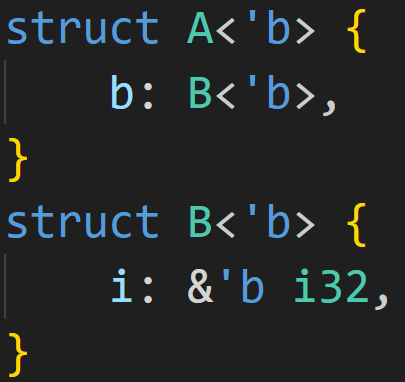 struct A<'b> {
    b: B<'b>,
}
struct B<'b> {
    i: &'b i32,
}